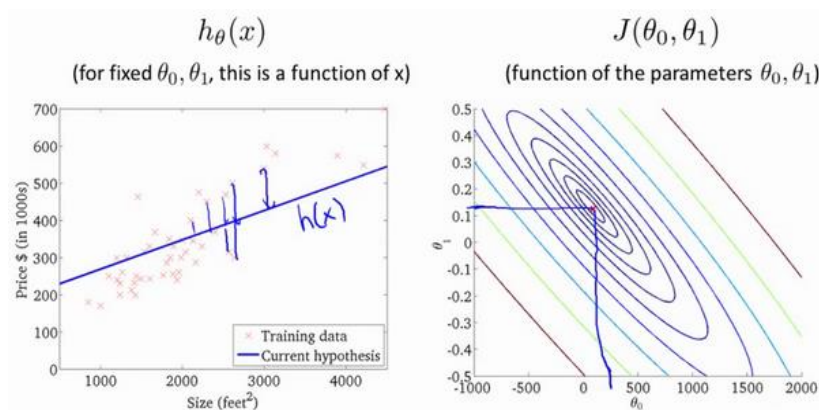 h_θ(x)
(for fixed θ₀, θ₁, this is a function of x)
700
600
500
400
300
200
100
0
Price $ (in 1000s)
h(x)
× Training data
Current hypothesis
1000 2000 3000 4000
Size (feet²)
J(θ₀, θ₁)
(function of the parameters θ₀, θ₁)
0.5
0.4
0.3
0.2
0.1
0
-0.1
-0.2
-0.3
-0.4
-0.5
θ₁
-1000 -500 0 500 1000 1500 2000
θ₀